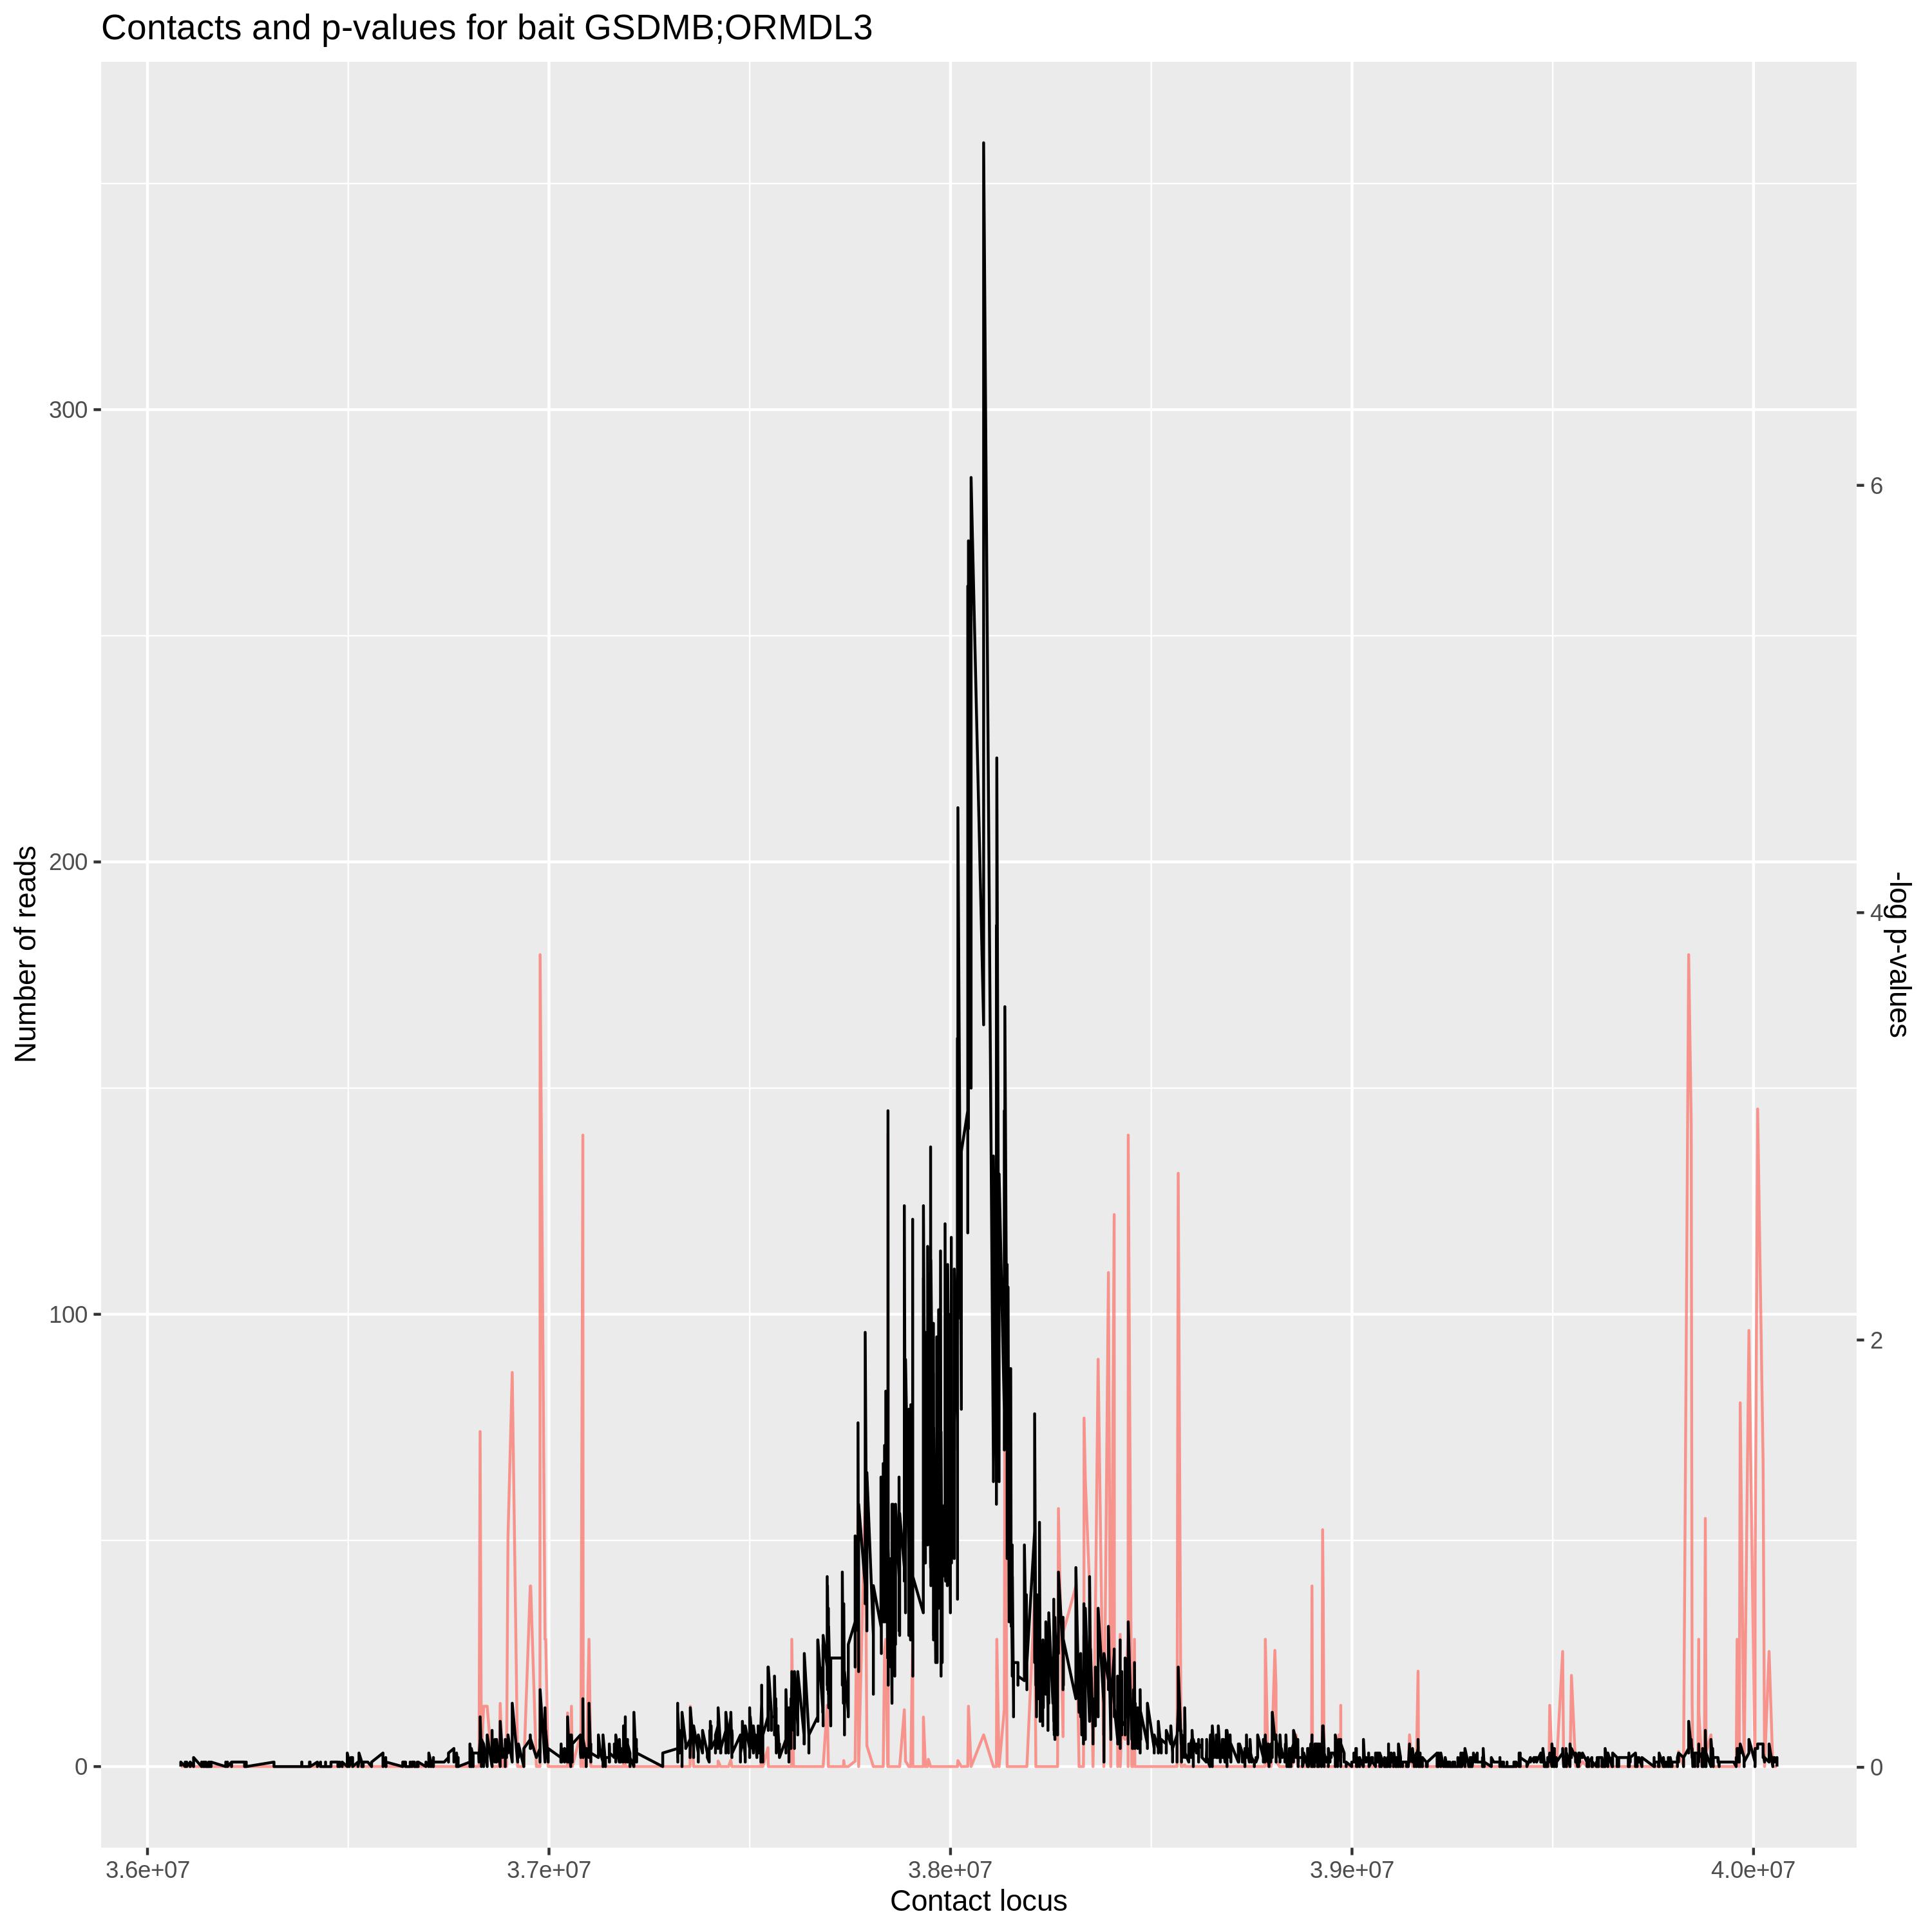 Contacts and p-values for bait GSDMB;ORMDL3
300
200
100
0
Number of reads
6
4
2
0
-log p-values
3.6e+07 3.7e+07 3.8e+07 3.9e+07 4.0e+07
Contact locus